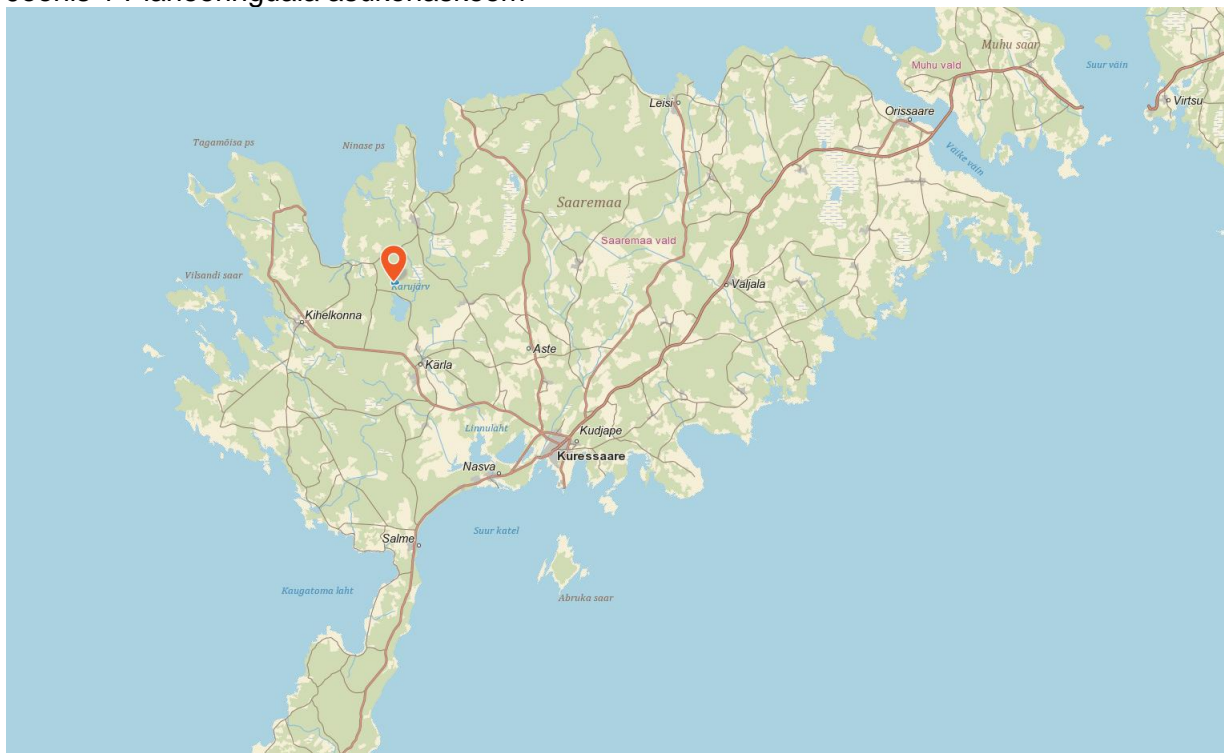 Muhu saar
Muhu vald
Suur väin
Leisi
Virtsu
Orissaare
Tagamõisa ps
Ninase ps
Väike väin
Saaremaa
Saaremaa vald
Vilsandi saar
Karujärv
Valjala
Kihelkonna
Aste
Kärla
Linnulaht
Kudjape
Kuressaare
Nasva
Suur katel
Salme
Kaugatoma laht
Abruka saar